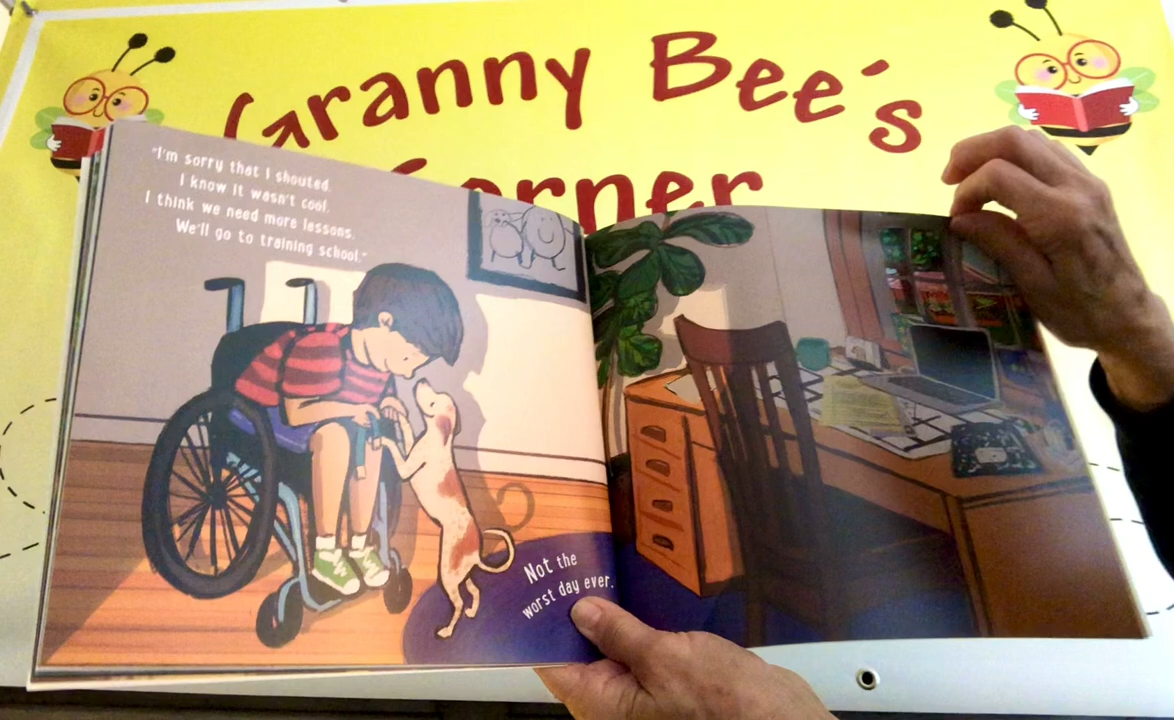 Granny Bee's
Corner
"I'm sorry that I shouted.
I know it wasn't cool.
I think we need more lessons.
We'll go to training school."
Not the
worst day ever.